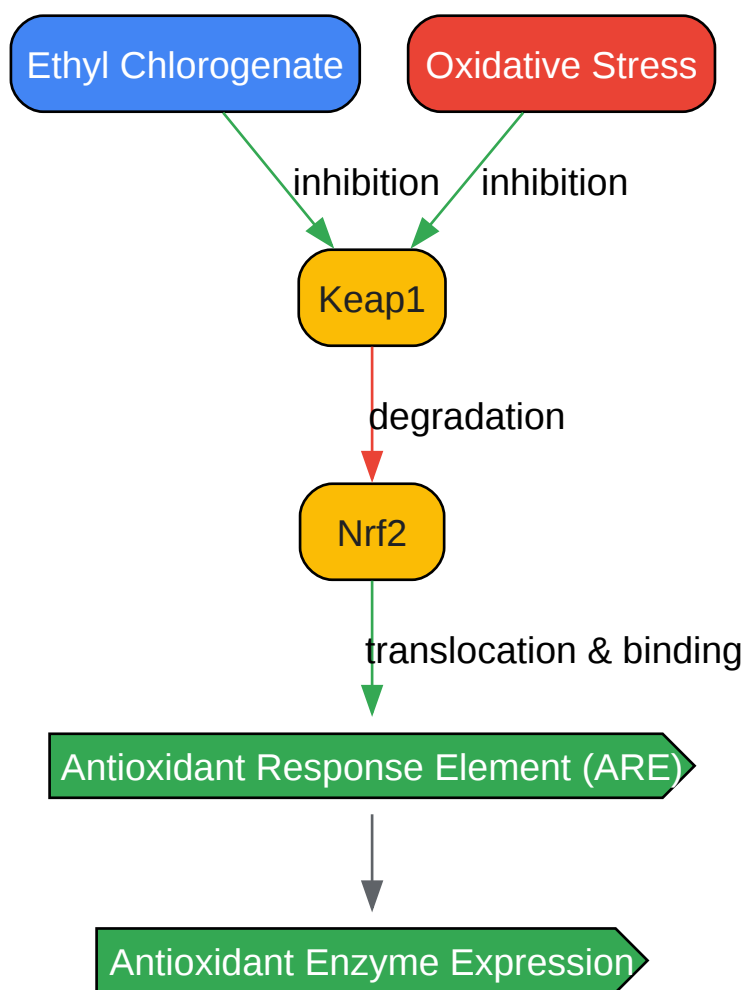 Ethyl Chlorogenate
Oxidative Stress
inhibition
inhibition
Keap1
degradation
Nrf2
translocation & binding
Antioxidant Response Element (ARE)
Antioxidant Enzyme Expression